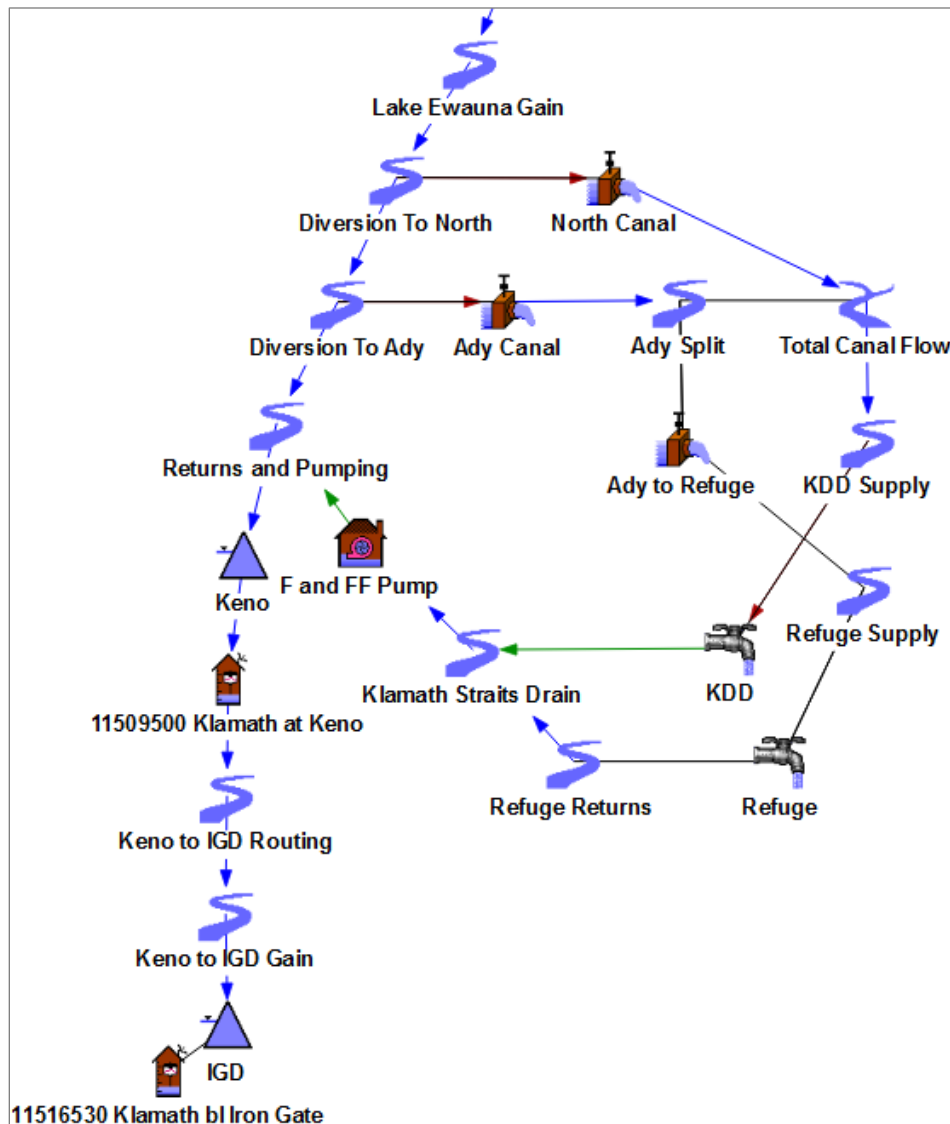 Lake Ewauna Gain
Diversion To North
North Canal
Diversion To Ady
Ady Canal
Ady Split
Total Canal Flow
Returns and Pumping
Ady to Refuge
KDD Supply
Keno
F and FF Pump
Refuge Supply
Klamath Straits Drain
KDD
11509500 Klamath at Keno
Refuge Returns
Refuge
Keno to IGD Routing
Keno to IGD Gain
IGD
11516530 Klamath bl Iron Gate